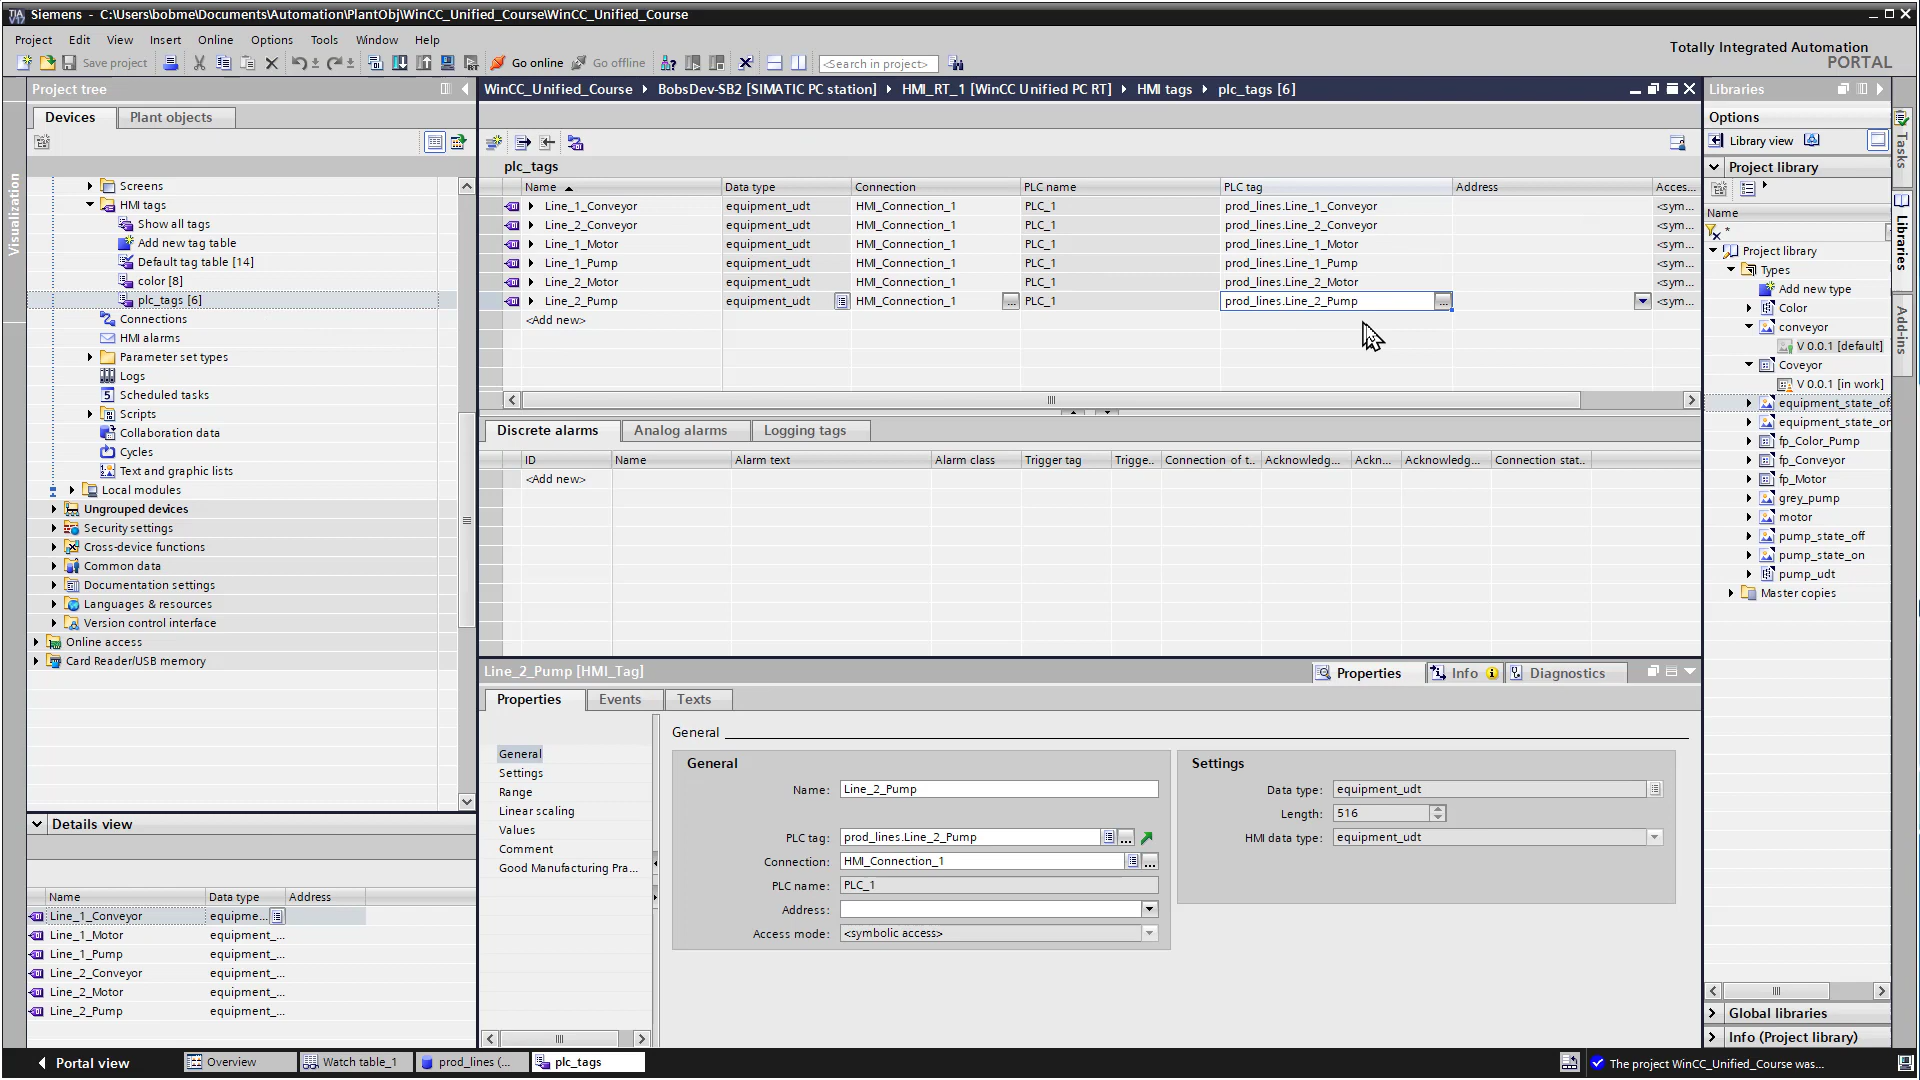 Siemens - C:\Users\bobme\Documents\Automation\PlantObj\WinCC_Unified_Course\WinCC_Unified_Course
Project Edit View Insert Online Options Tools Window Help
Totally Integrated Automation
PORTAL
Save project Go online Go offline <Search in project>
Project tree
Devices Plant objects
Visualization
Screens
HMI tags
Show all tags
Add new tag table
Default tag table [14]
color [8]
plc_tags [6]
Connections
HMI alarms
Parameter set types
Logs
Scheduled tasks
Scripts
Collaboration data
Cycles
Text and graphic lists
Local modules
Ungrouped devices
Security settings
Cross-device functions
Common data
Documentation settings
Languages & resources
Version control interface
Online access
Card Reader/USB memory
Details view
Name Data type Address
Line_1_Conveyor equipme...
Line_1_Motor equipment_...
Line_1_Pump equipment_...
Line_2_Conveyor equipment_...
Line_2_Motor equipment_...
Line_2_Pump equipment_...
WinCC_Unified_Course BobsDev-SB2 [SIMATIC PC station] HMI_RT_1 [WinCC Unified PC RT] HMI tags plc_tags [6]
plc_tags
Name Data type Connection PLC name PLC tag Address Acces...
Line_1_Conveyor equipment_udt HMI_Connection_1 PLC_1 prod_lines.Line_1_Conveyor <sym...
Line_2_Conveyor equipment_udt HMI_Connection_1 PLC_1 prod_lines.Line_2_Conveyor <sym...
Line_1_Motor equipment_udt HMI_Connection_1 PLC_1 prod_lines.Line_1_Motor <sym...
Line_1_Pump equipment_udt HMI_Connection_1 PLC_1 prod_lines.Line_1_Pump <sym...
Line_2_Motor equipment_udt HMI_Connection_1 PLC_1 prod_lines.Line_2_Motor <sym...
Line_2_Pump equipment_udt HMI_Connection_1 ... PLC_1 prod_lines.Line_2_Pump ... <sym...
<Add new>
Discrete alarms Analog alarms Logging tags
ID Name Alarm text Alarm class Trigger tag Trigge.. Connection of t.. Acknowledg... Ackn... Acknowledg... Connection stat..
<Add new>
Line_2_Pump [HMI_Tag]
Properties Info Diagnostics
Properties Events Texts
General
Settings
Range
Linear scaling
Values
Comment
Good Manufacturing Pra...
General
General
Name: Line_2_Pump
PLC tag: prod_lines.Line_2_Pump ...
Connection: HMI_Connection_1 ...
PLC name: PLC_1
Address:
Access mode: <symbolic access>
Settings
Data type: equipment_udt
Length: 516
HMI data type: equipment_udt
Libraries
Options
Library view
Project library
Name
*
Project library
Types
Add new type
Color
conveyor
V 0.0.1 [default]
Coveyor
V 0.0.1 [in work]
equipment_state_of
equipment_state_on
fp_Color_Pump
fp_Conveyor
fp_Motor
grey_pump
motor
pump_state_off
pump_state_on
pump_udt
Master copies
Global libraries
Info (Project library)
Tasks
Libraries
Add-ins
Portal view Overview Watch table_1 prod_lines (... plc_tags The project WinCC_Unified_Course was...